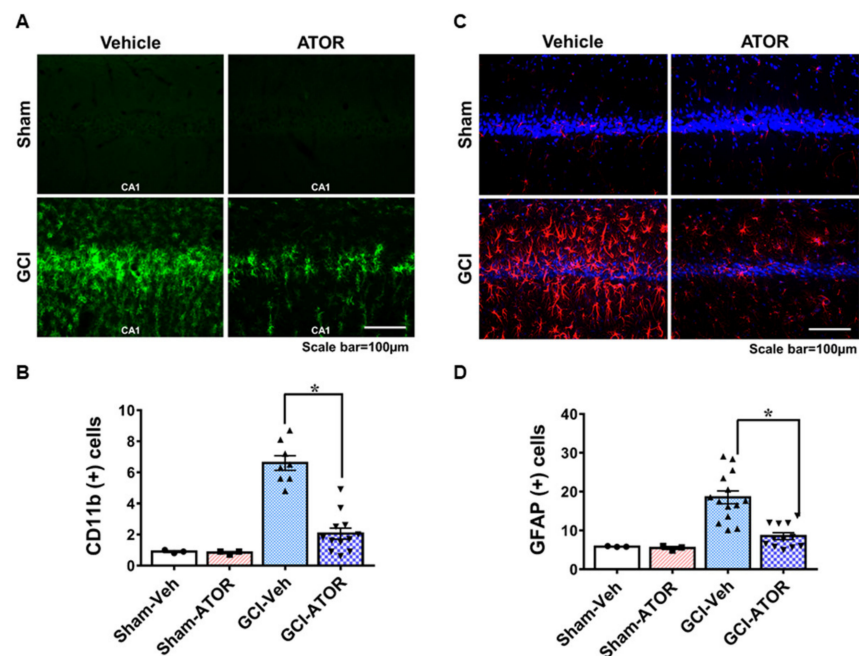 A
Vehicle
ATOR
Sham
CA1
CA1
GCI
CA1
CA1
Scale bar=100μm
B
CD11b (+) cells
10
8
6
4
2
0
*
Sham-Veh
Sham-ATOR
GCI-Veh
GCI-ATOR
C
Vehicle
ATOR
Sham
GCI
Scale bar=100μm
D
GFAP (+) cells
40
30
20
10
0
*
Sham-Veh
Sham-ATOR
GCI-Veh
GCI-ATOR